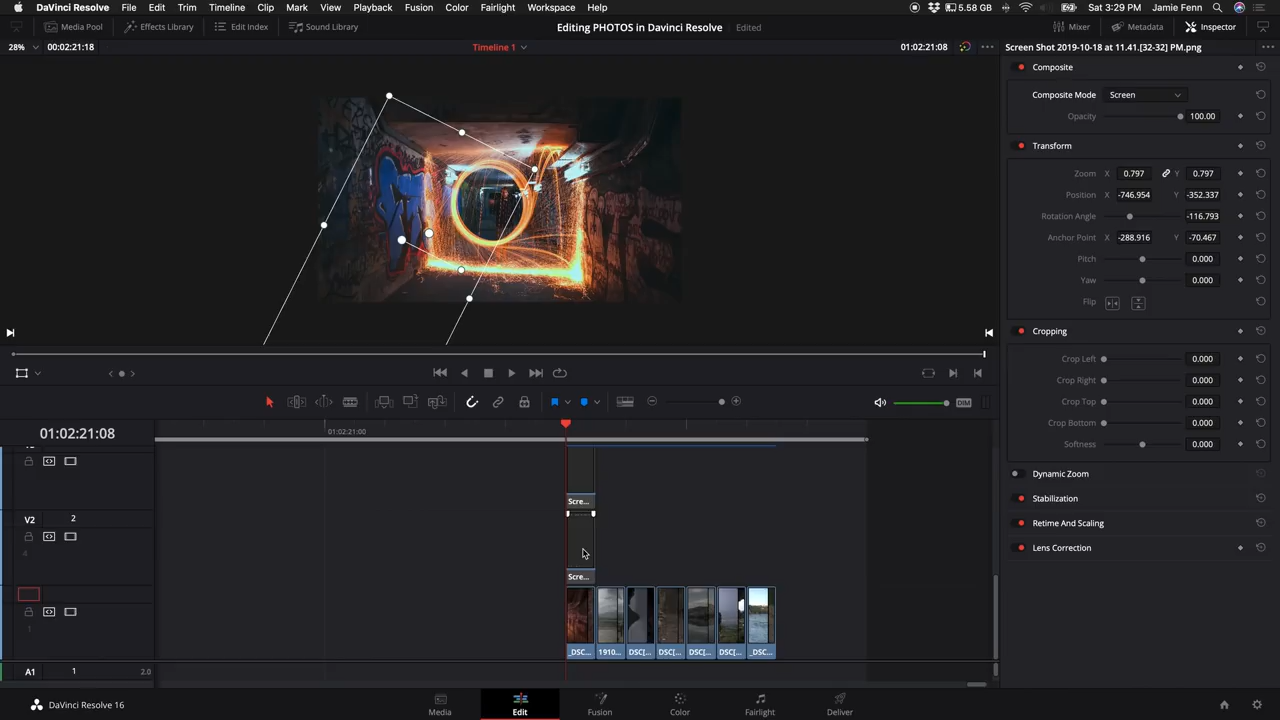 DaVinci Resolve File Edit Trim Timeline Clip Mark View Playback Fusion Color Fairlight Workspace Help 5.58 GB Sat 3:29 PM Jamie Fenn
Media Pool Effects Library Edit Index Sound Library Editing PHOTOS in Davinci Resolve Edited Mixer Metadata Inspector
28% 00:02:21:18 Timeline 1 01:02:21:08 Screen Shot 2019-10-18 at 11.41.[32-32] PM.png
Composite
Composite Mode Screen
Opacity 100.00
Transform
Zoom X 0.797 Y 0.797
Position X -746.954 Y -352.337
Rotation Angle -116.793
Anchor Point X -288.916 Y -70.467
Pitch 0.000
Yaw 0.000
Flip
Cropping
Crop Left 0.000
Crop Right 0.000
Crop Top 0.000
Crop Bottom 0.000
Softness 0.000
Dynamic Zoom
Stabilization
Retime And Scaling
Lens Correction
DIM
01:02:21:08 01:02:21:00
Scre...
V2 2
4
Scre...
1
_DSC... 1910... DSC[... DSC[... DSC[... DSC[... _DSC...
A1 1 2.0
DaVinci Resolve 16 Media Edit Fusion Color Fairlight Deliver